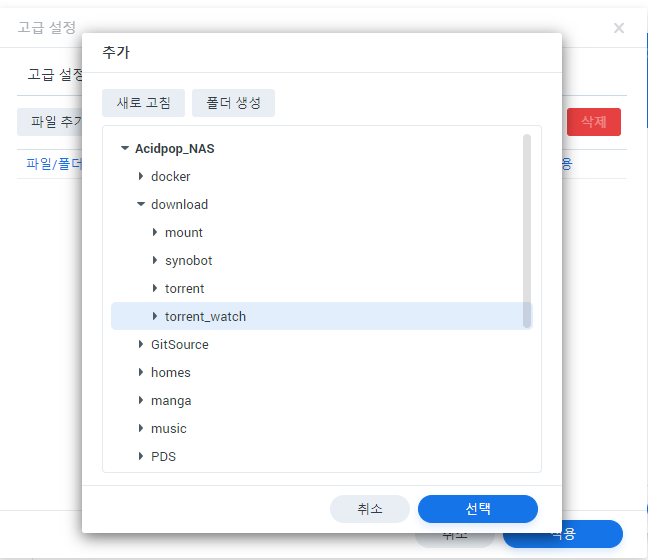 고급 설정
추가
고급 설정
새로 고침 폴더 생성
파일 추가
삭제
Acidpop_NAS
파일/폴더
docker
download
mount
synobot
torrent
torrent_watch
GitSource
homes
manga
music
PDS
취소 선택
취소 적용